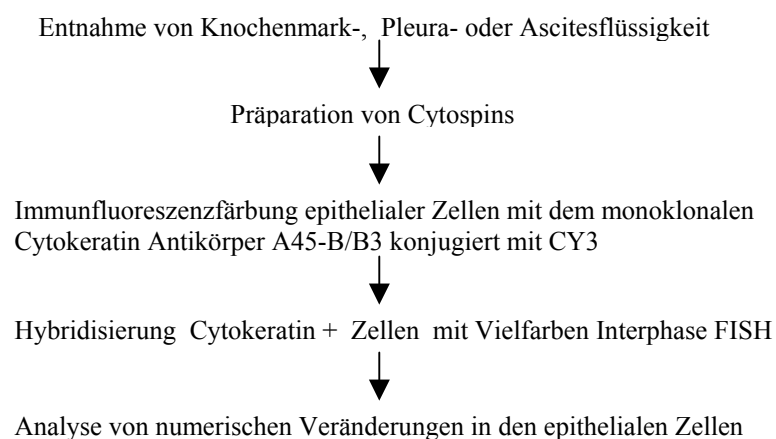 Entnahme von Knochenmark-, Pleura- oder Ascitesflüssigkeit
Präparation von Cytospins
Immunfluoreszenzfärbung epithelialer Zellen mit dem monoklonalen
Cytokeratin Antikörper A45-B/B3 konjugiert mit CY3
Hybridisierung Cytokeratin + Zellen mit Vielfarben Interphase FISH
Analyse von numerischen Veränderungen in den epithelialen Zellen